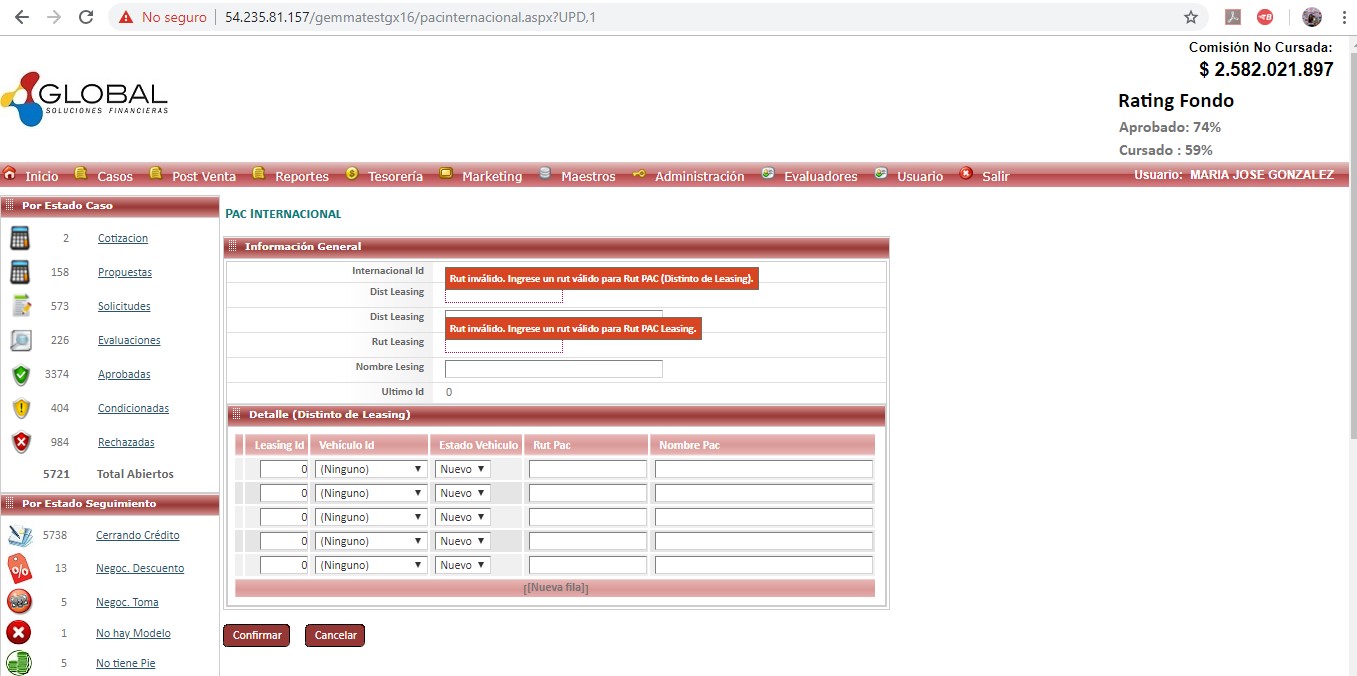 No seguro
54.235.81.157/gemmatestgx16/pacinternacional.aspx?UPD,1
Comisión No Cursada:
$ 2.582.021.897
GLOBAL
SOLUCIONES FINANCIERAS
Rating Fondo
Aprobado: 74%
Cursado : 59%
Inicio Casos Post Venta Reportes Tesorería Marketing Maestros Administración Evaluadores Usuario Salir Usuario: MARIA JOSE GONZALEZ
Por Estado Caso
2 Cotizacion
158 Propuestas
573 Solicitudes
226 Evaluaciones
3374 Aprobadas
404 Condicionadas
984 Rechazadas
5721 Total Abiertos
Por Estado Seguimiento
5738 Cerrando Crédito
13 Negoc. Descuento
5 Negoc. Toma
1 No hay Modelo
5 No tiene Pie
PAC INTERNACIONAL
Información General
Internacional Id
Rut inválido. Ingrese un rut válido para Rut PAC (Distinto de Leasing).
Dist Leasing
Dist Leasing
Rut inválido. Ingrese un rut válido para Rut PAC Leasing.
Rut Leasing
Nombre Lesing
Ultimo Id 0
Detalle (Distinto de Leasing)
Leasing Id Vehículo Id Estado Vehículo Rut Pac Nombre Pac
0 (Ninguno) Nuevo
0 (Ninguno) Nuevo
0 (Ninguno) Nuevo
0 (Ninguno) Nuevo
0 (Ninguno) Nuevo
[[Nueva fila]]
Confirmar Cancelar